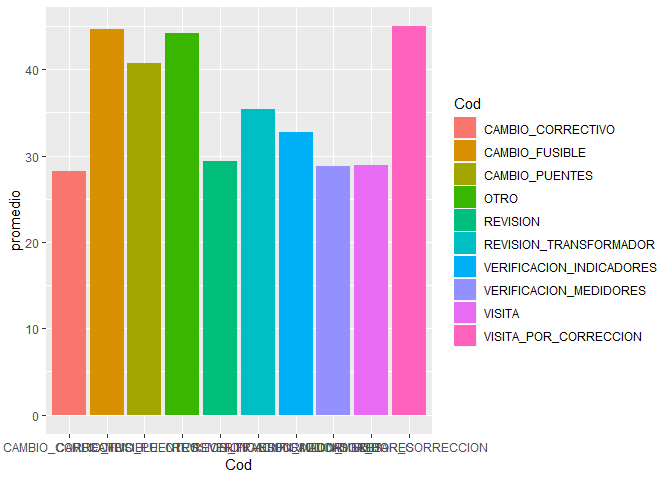 Cod
CAMBIO_CORRECTIVO
CAMBIO_FUSIBLE
CAMBIO_PUENTES
OTRO
REVISION
REVISION_TRANSFORMADOR
VERIFICACION_INDICADORES
VERIFICACION_MEDIDORES
VISITA
VISITA_POR_CORRECCION
promedio
40
30
20
10
0
Cod